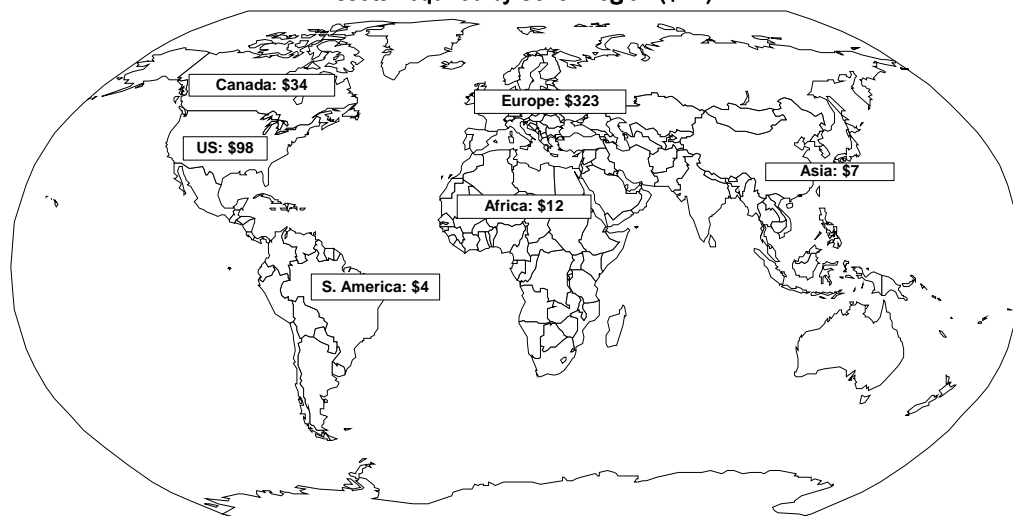 Canada: $34
Europe: $323
US: $98
Asia: $7
Africa: $12
S. America: $4